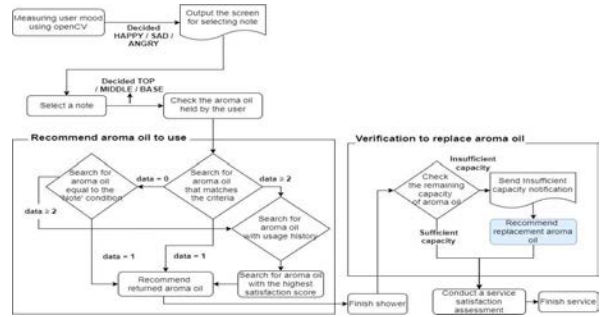 Measuring user mood
using openCV
Decided
HAPPY / SAD /
ANGRY
Output the screen
for selecting note
Decided TOP
/ MIDDLE / BASE
Select a note
Check the aroma oil
held by the user
Recommend aroma oil to use
Search for
aroma oil
equal to the
'Note' condition
data = 0
Search for
aroma oil
that matches
the criteria
data ≥ 2
data ≥ 2
Search for
aroma oil
with usage history
data = 1
data = 1
Recommend
returned aroma oil
Search for aroma oil
with the highest
satisfaction score
Verification to replace aroma oil
Insufficient
capacity
Check
the remaining
capacity
of aroma oil
Send Insufficient
capacity notification
Sufficient
capacity
Recommend
replacement aroma
oil
Finish shower
Conduct a service
satisfaction
assessment
Finish service